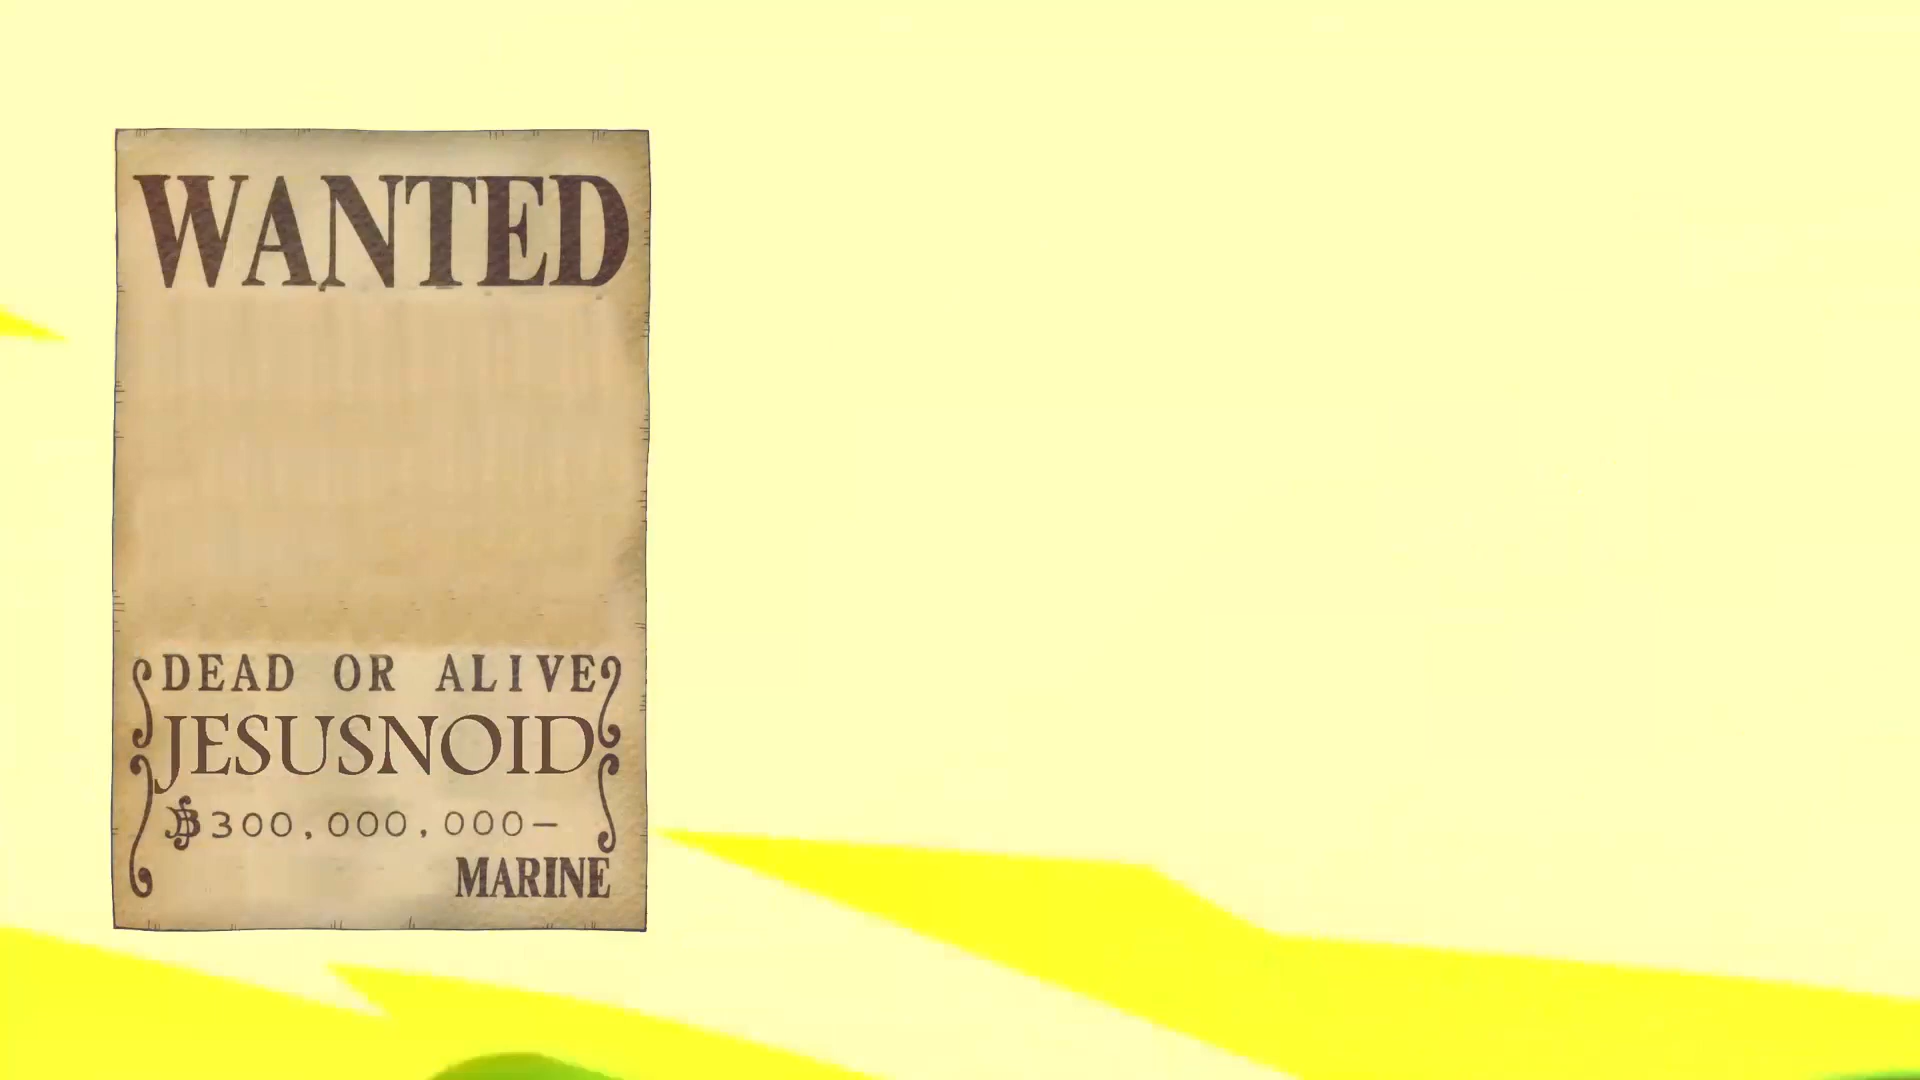 WANTED
DEAD OR ALIVE
JESUSNOID
฿300,000,000-
MARINE